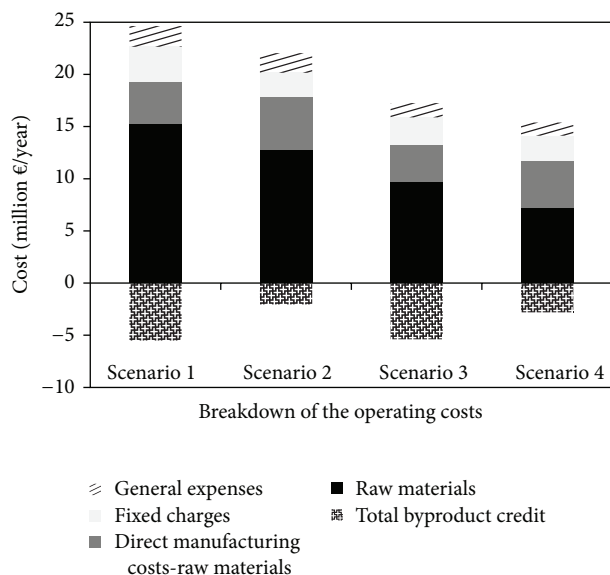 25
20
15
10
5
0
−5
−10
Cost (million €/year)
Scenario 1
Scenario 2
Scenario 3
Scenario 4
Breakdown of the operating costs
General expenses
Fixed charges
Direct manufacturing
costs-raw materials
Raw materials
Total byproduct credit